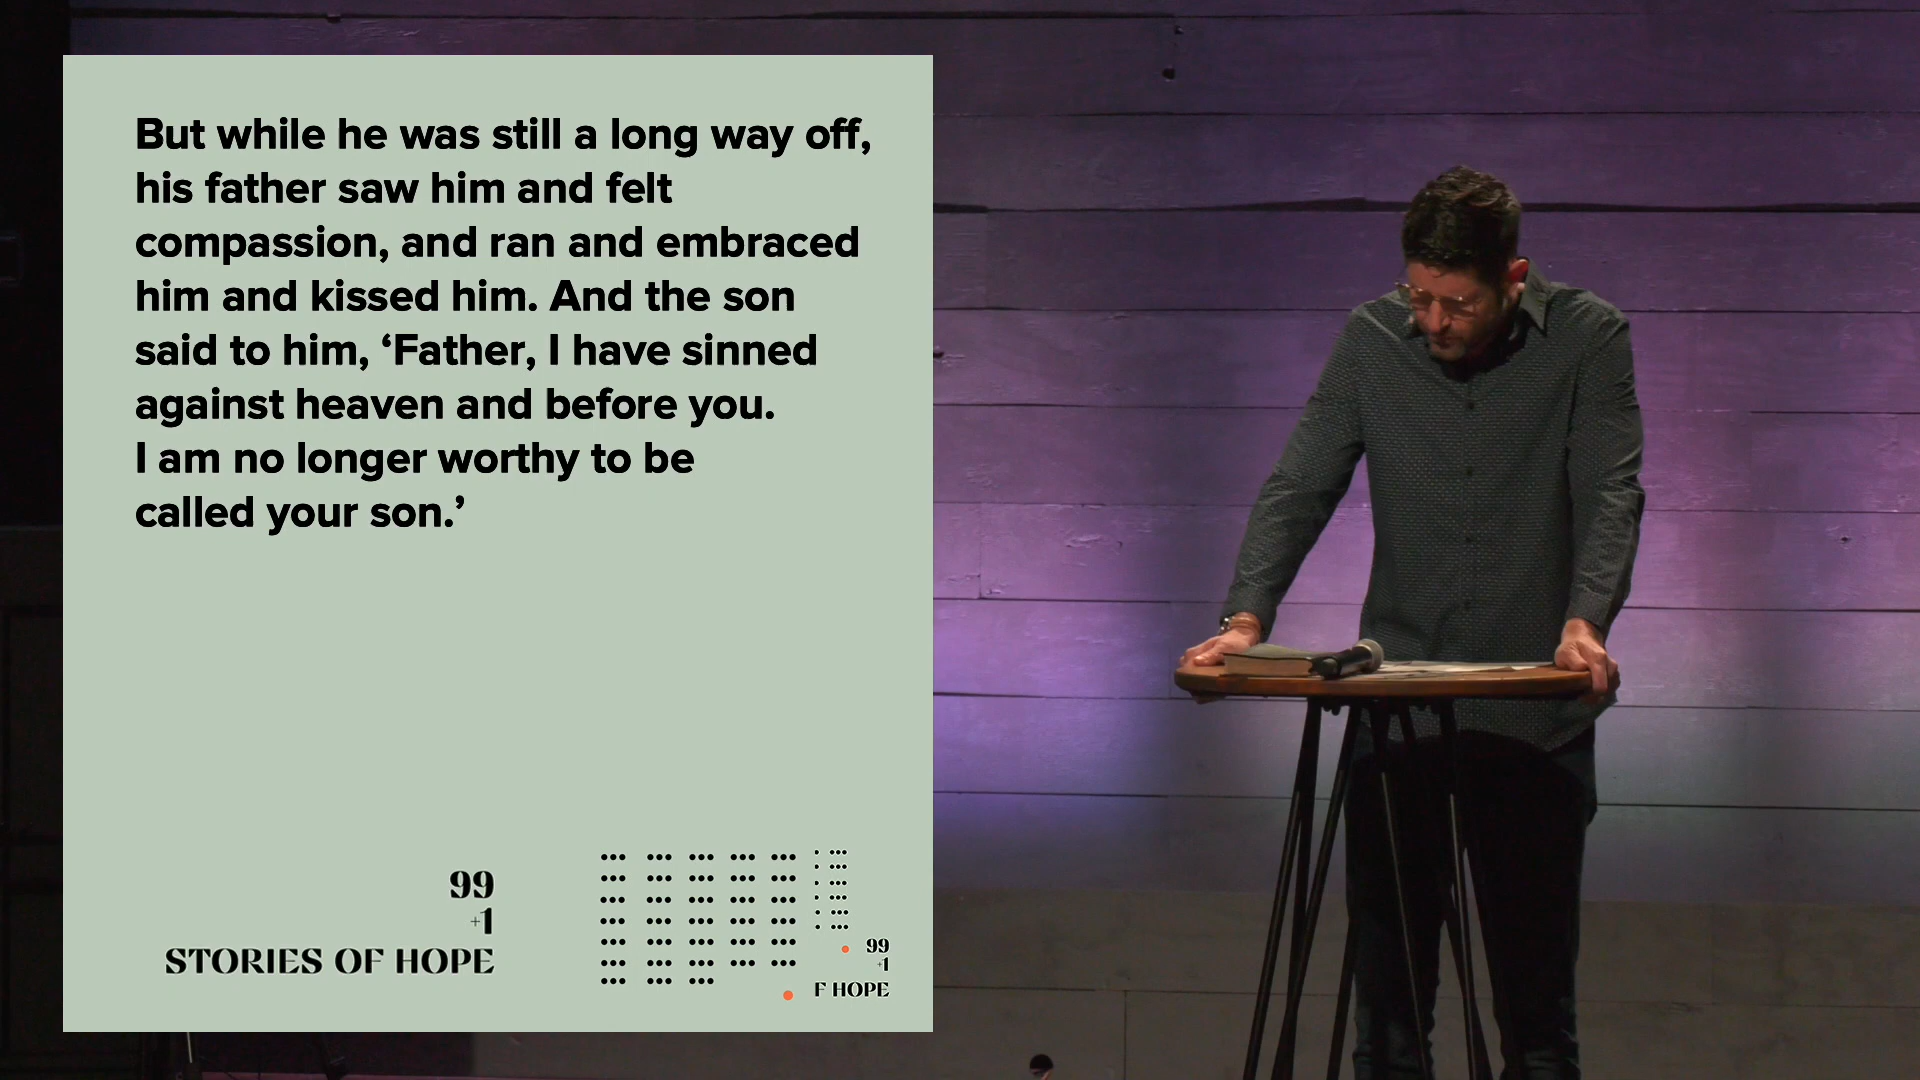 But while he was still a long way off,
his father saw him and felt
compassion, and ran and embraced
him and kissed him. And the son
said to him, ‘Father, I have sinned
against heaven and before you.
I am no longer worthy to be
called your son.’
99
+1
STORIES OF HOPE
99
+1
F HOPE